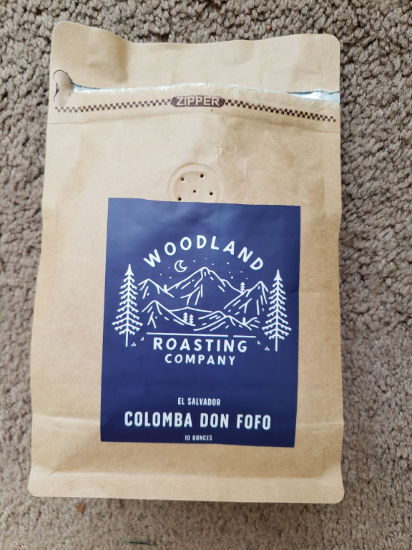 ZIPPER
WOODLAND
ROASTING
COMPANY
EL SALVADOR
COLOMBA DON FOFO
10 OUNCES